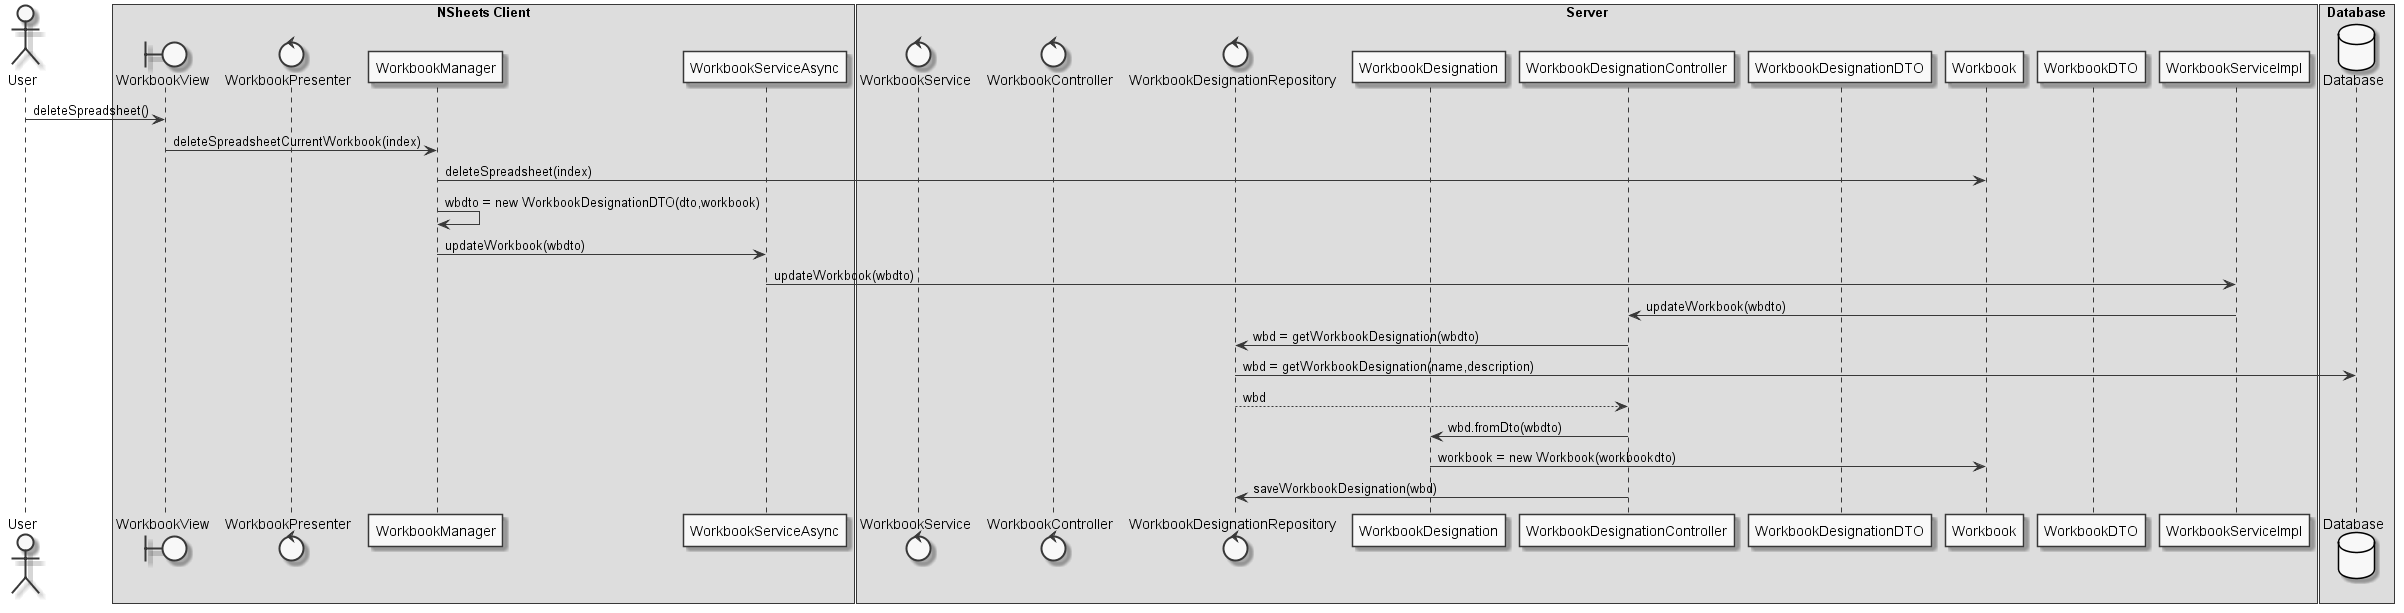 NSheets Client
Server
Database
User
WorkbookView
WorkbookPresenter
WorkbookManager
WorkbookServiceAsync
WorkbookService
WorkbookController
WorkbookDesignationRepository
WorkbookDesignation
WorkbookDesignationController
WorkbookDesignationDTO
Workbook
WorkbookDTO
WorkbookServiceImpl
Database
deleteSpreadsheet()
deleteSpreadsheetCurrentWorkbook(index)
deleteSpreadsheet(index)
wbdto = new WorkbookDesignationDTO(dto,workbook)
updateWorkbook(wbdto)
updateWorkbook(wbdto)
updateWorkbook(wbdto)
wbd = getWorkbookDesignation(wbdto)
wbd = getWorkbookDesignation(name,description)
wbd
wbd.fromDto(wbdto)
workbook = new Workbook(workbookdto)
saveWorkbookDesignation(wbd)
User
WorkbookView
WorkbookPresenter
WorkbookManager
WorkbookServiceAsync
WorkbookService
WorkbookController
WorkbookDesignationRepository
WorkbookDesignation
WorkbookDesignationController
WorkbookDesignationDTO
Workbook
WorkbookDTO
WorkbookServiceImpl
Database